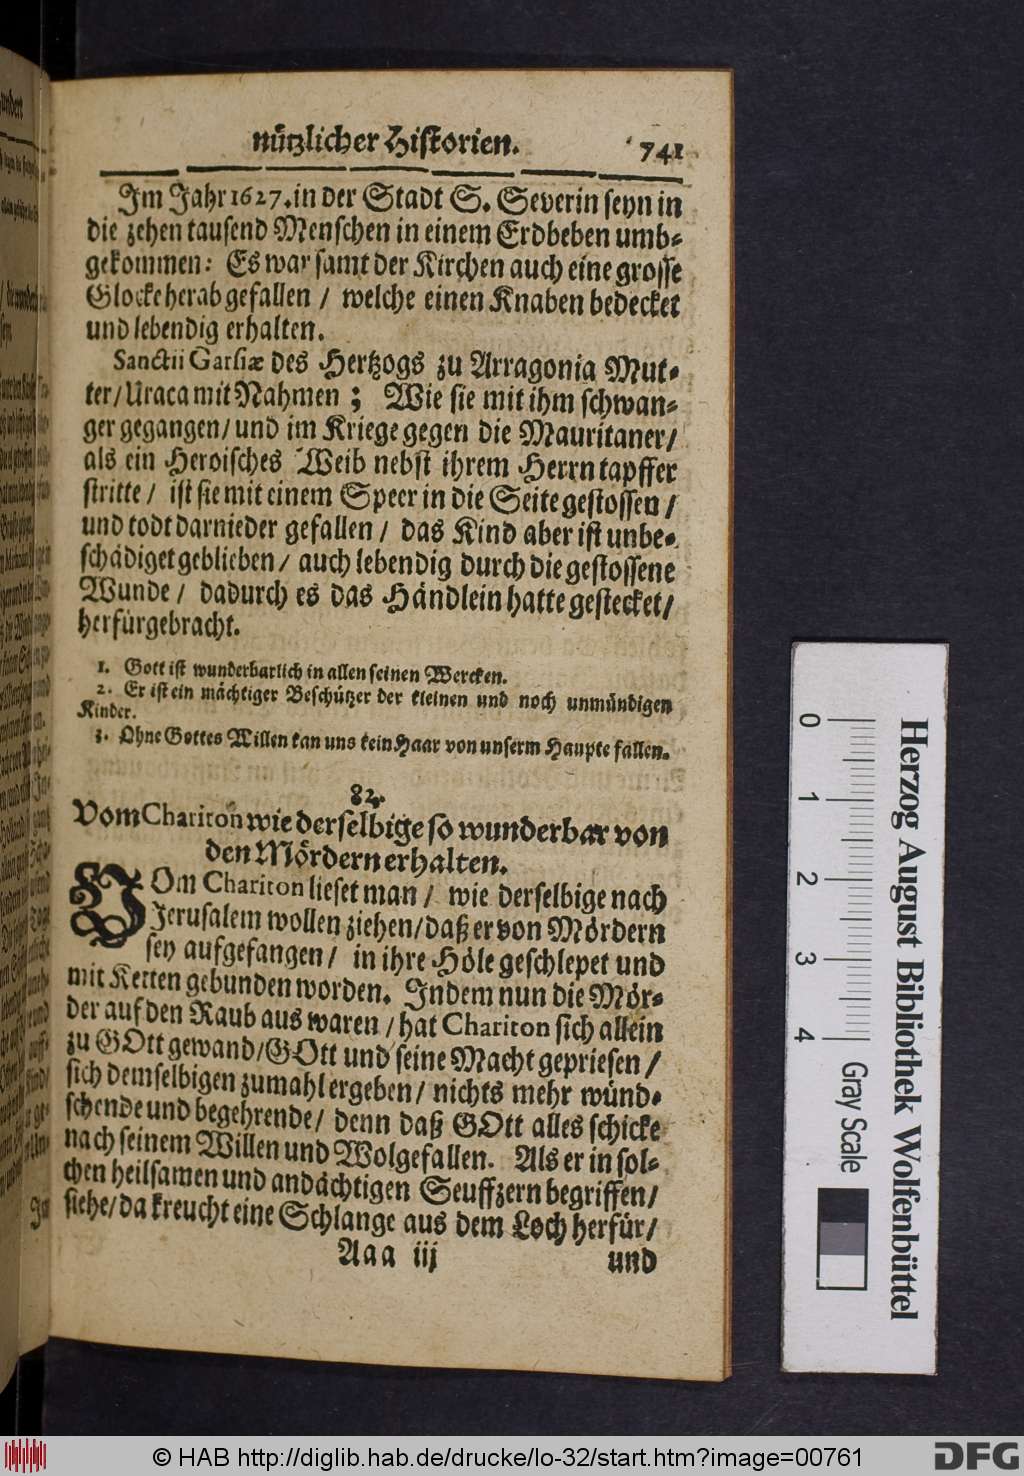 nützlicher Historien. 741
Im Jahr 1627. in der Stadt S. Severin seyn in
die zehen tausend Menschen in einem Erdbeben umb-
gekommen: Es war samt der Kirchen auch eine grosse
Glocke herab gefallen / welche einen Knaben bedecket
und lebendig erhalten.
Sanctii Garsiæ des Hertzogs zu Arragonia Mut-
ter / Uraca mit Nahmen ; Wie sie mit ihm schwan-
ger gegangen / und im Kriege gegen die Mauritaner /
als ein Heroisches Weib nebst ihrem Herrn tapffer
stritte / ist sie mit einem Speer in die Seite gestossen /
und todt darnieder gefallen / das Kind aber ist unbe-
schädiget geblieben / auch lebendig durch die gestossene
Wunde / dadurch es das Händlein hatte gestecket /
herfürgebracht.
1. Gott ist wunderbarlich in allen seinen Wercken.
2. Er ist ein mächtiger Beschützer der kleinen und noch unmündigen
Kinder.
3. Ohne Gottes Willen kan uns kein Haar von unserm Haupte fallen.
82.
Vom Chariton wie derselbige so wunderbar von
den Mördern erhalten.
VOm Chariton lieset man / wie derselbige nach
Jerusalem wollen ziehen / daß er von Mördern
sey aufgefangen / in ihre Höle geschlepet und
mit Ketten gebunden worden. Indem nun die Mör-
der auf den Raub aus waren / hat Chariton sich allein
zu GOtt gewand / GOtt und seine Macht gepriesen /
sich demselbigen zumahl ergeben / nichts mehr wünd-
schende und begehrende / denn daß GOtt alles schicke
nach seinem Willen und Wolgefallen. Als er in sol-
chen heilsamen und andächtigen Seuffzern begriffen /
siehe / da kreucht eine Schlange aus dem Loch herfür /
Aaa iij und
0 1 2 3 4 Gray Scale
Herzog August Bibliothek Wolfenbüttel
© HAB http://diglib.hab.de/drucke/lo-32/start.htm?image=00761
DFG